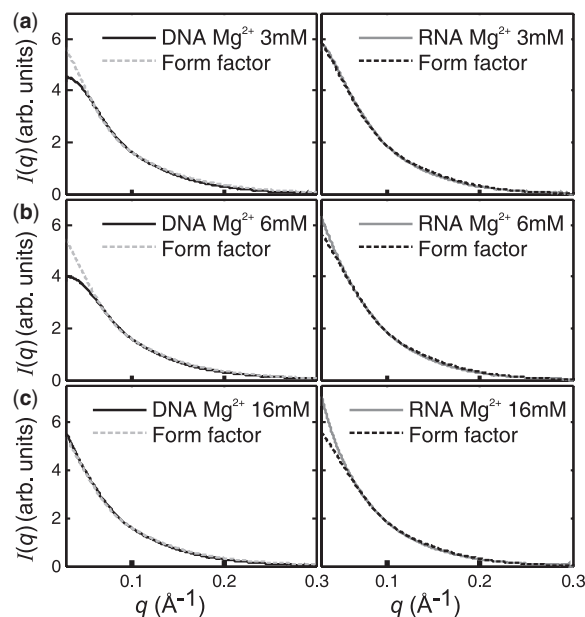 (a)
DNA Mg²⁺ 3mM
Form factor
RNA Mg²⁺ 3mM
Form factor
I(q) (arb. units)
6
4
2
0
(b)
DNA Mg²⁺ 6mM
Form factor
RNA Mg²⁺ 6mM
Form factor
I(q) (arb. units)
6
4
2
0
(c)
DNA Mg²⁺ 16mM
Form factor
RNA Mg²⁺ 16mM
Form factor
I(q) (arb. units)
6
4
2
0
0.1 0.2 0.1 0.2 0.3
q (Å⁻¹) q (Å⁻¹)